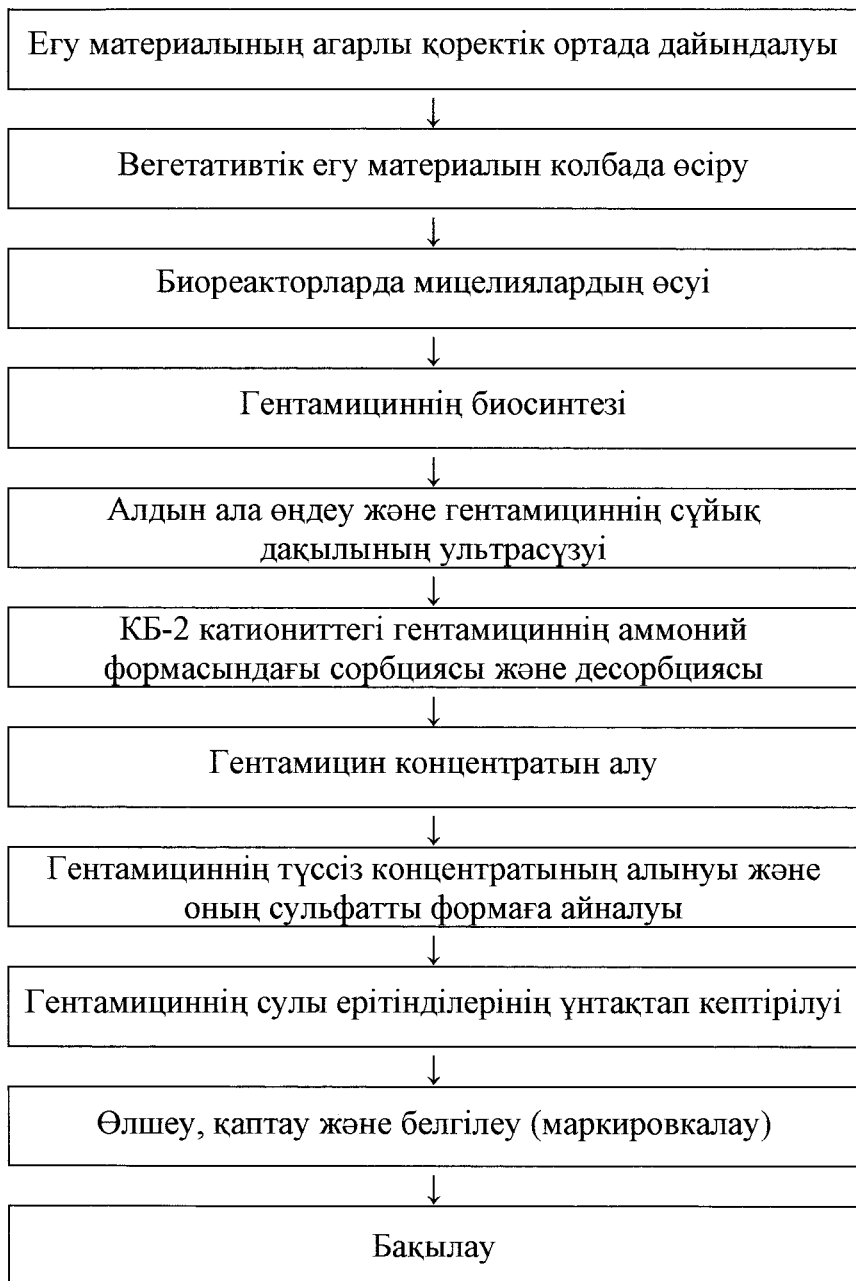 Егу материалының агарлы қоректік ортада дайындалуы
↓
Вегетативтік егу материалын колбада өсіру
↓
Биореакторларда мицелиялардың өсуі
↓
Гентамициннің биосинтезі
↓
Алдын ала өңдеу және гентамициннің сұйық
дақылының ультрасүзуі
↓
КБ-2 катиониттегі гентамициннің аммоний
формасындағы сорбциясы және десорбциясы
↓
Гентамицин концентратын алу
↓
Гентамициннің түссіз концентратының алынуы және
оның сульфатты формаға айналуы
↓
Гентамициннің сулы ерітінділерінің ұнтақтап кептірілуі
↓
Өлшеу, қаптау және белгілеу (маркировкалау)
↓
Бақылау